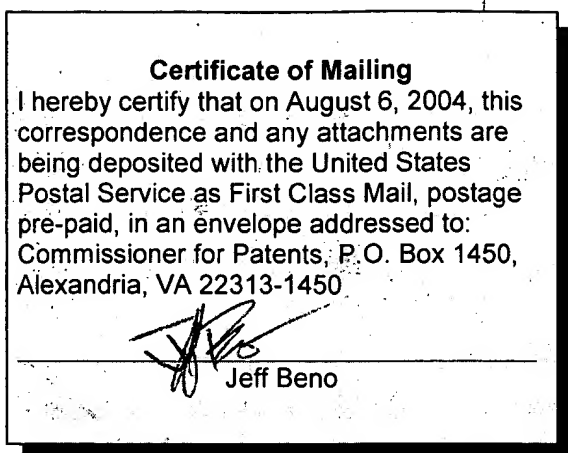 Certificate of Mailing
I hereby certify that on August 6, 2004, this
correspondence and any attachments are
being deposited with the United States
Postal Service as First Class Mail, postage
pre-paid, in an envelope addressed to:
Commissioner for Patents, P.O. Box 1450,
Alexandria, VA 22313-1450
Jeff Beno